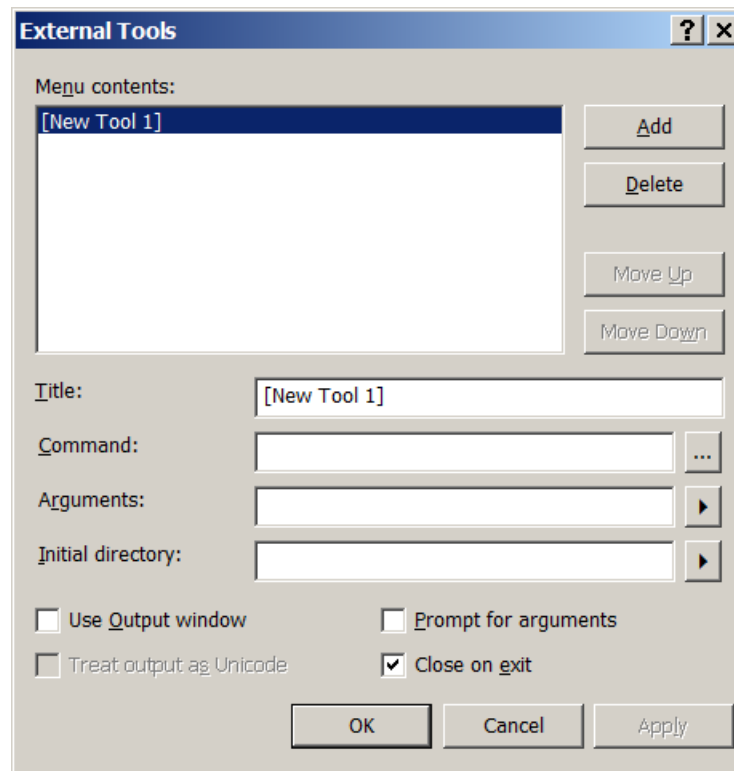 External Tools
Menu contents:
[New Tool 1]
Add
Delete
Move Up
Move Down
Title:
[New Tool 1]
Command:
...
Arguments:
Initial directory:
Use Output window
Prompt for arguments
Treat output as Unicode
Close on exit
OK
Cancel
Apply